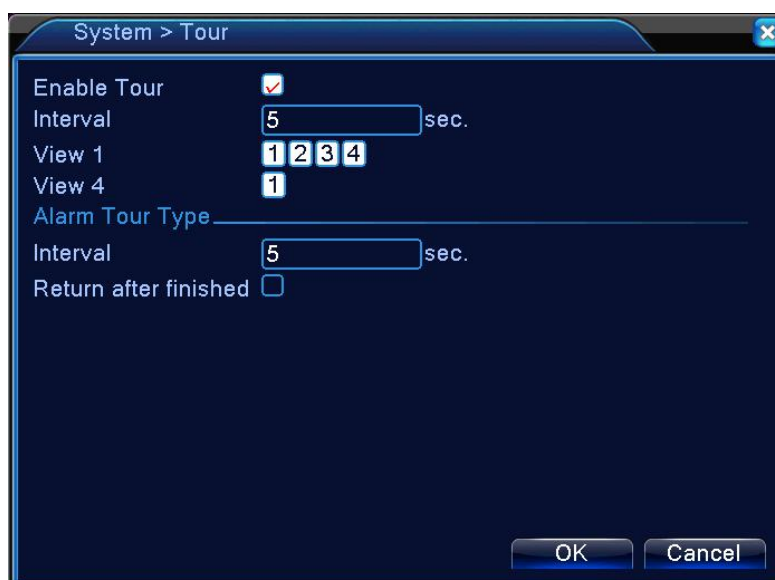 System > Tour
Enable Tour
Interval 5 sec.
View 1 1 2 3 4
View 4 1
Alarm Tour Type
Interval 5 sec.
Return after finished
OK Cancel